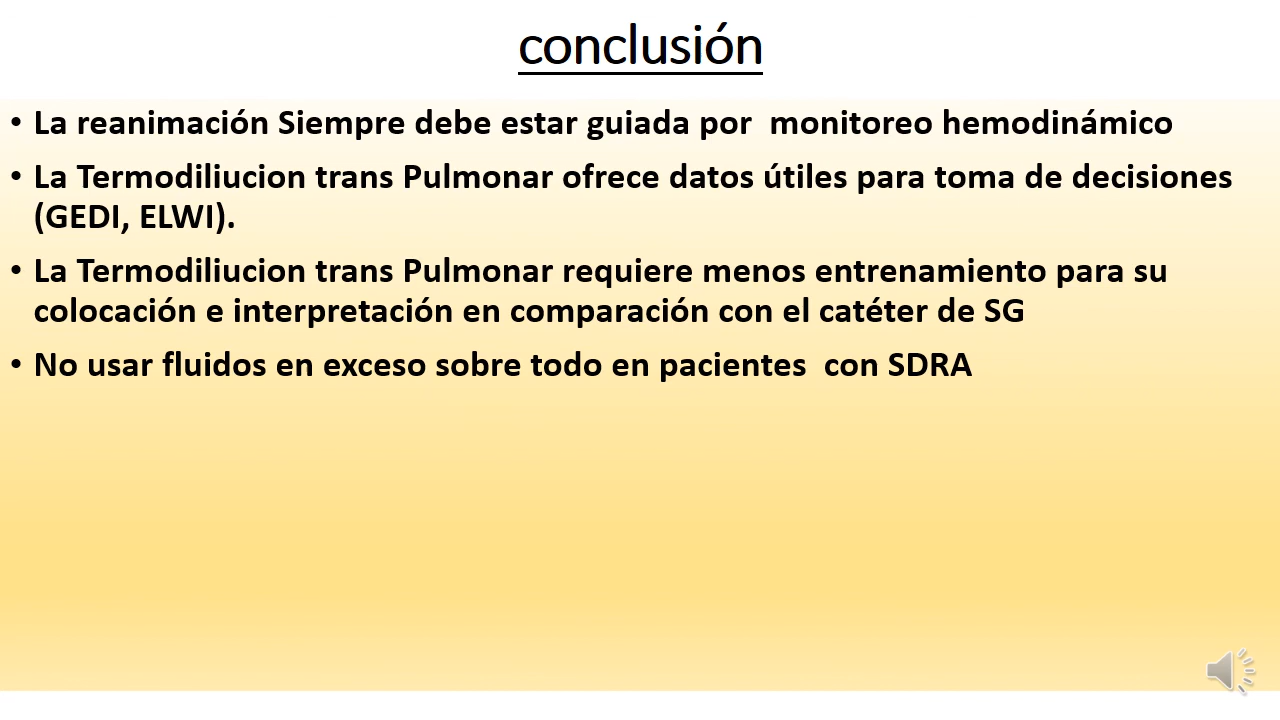 conclusión
• La reanimación Siempre debe estar guiada por  monitoreo hemodinámico
• La Termodiliucion trans Pulmonar ofrece datos útiles para toma de decisiones
(GEDI, ELWI).
• La Termodiliucion trans Pulmonar requiere menos entrenamiento para su
colocación e interpretación en comparación con el catéter de SG
• No usar fluidos en exceso sobre todo en pacientes  con SDRA